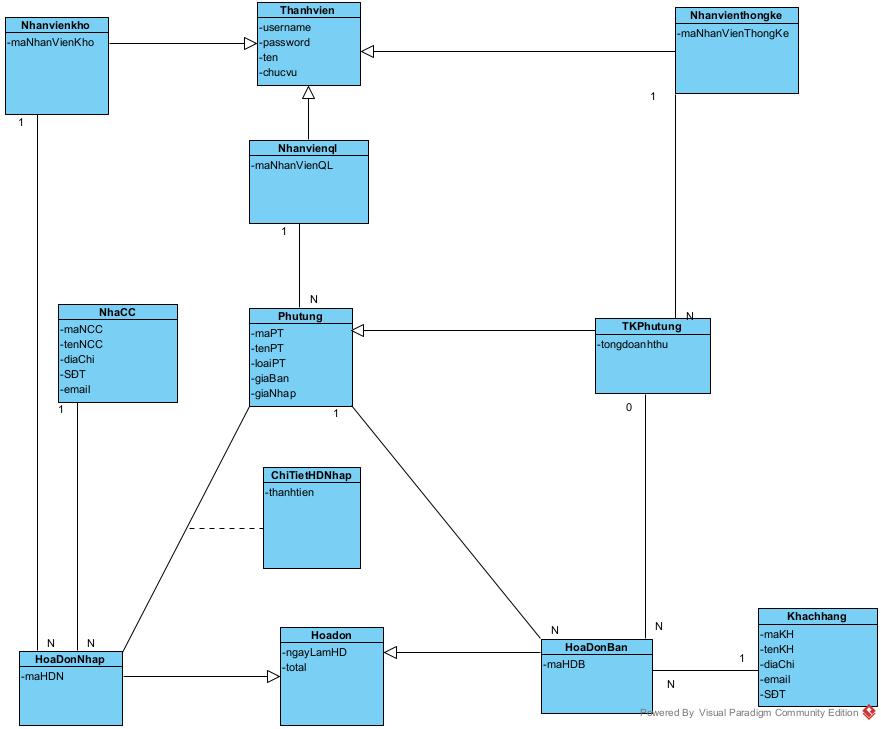 Thanhvien
-username
-password
-ten
-chucvu
Nhanvienkho
-maNhanVienKho
Nhanvienthongke
-maNhanVienThongKe
1
1
Nhanvienql
-maNhanVienQL
1
N
NhaCC
-maNCC
-tenNCC
-diaChi
-SĐT
-email
1
Phutung
-maPT
-tenPT
-loaiPT
-giaBan
-giaNhap
1
N
TKPhutung
-tongdoanhthu
0
ChiTietHDNhap
-thanhtien
N
N
HoaDonNhap
-maHDN
Hoadon
-ngayLamHD
-total
N
N
HoaDonBan
-maHDB
1
N
Khachhang
-maKH
-tenKH
-diaChi
-email
-SĐT
Powered By Visual Paradigm Community Edition